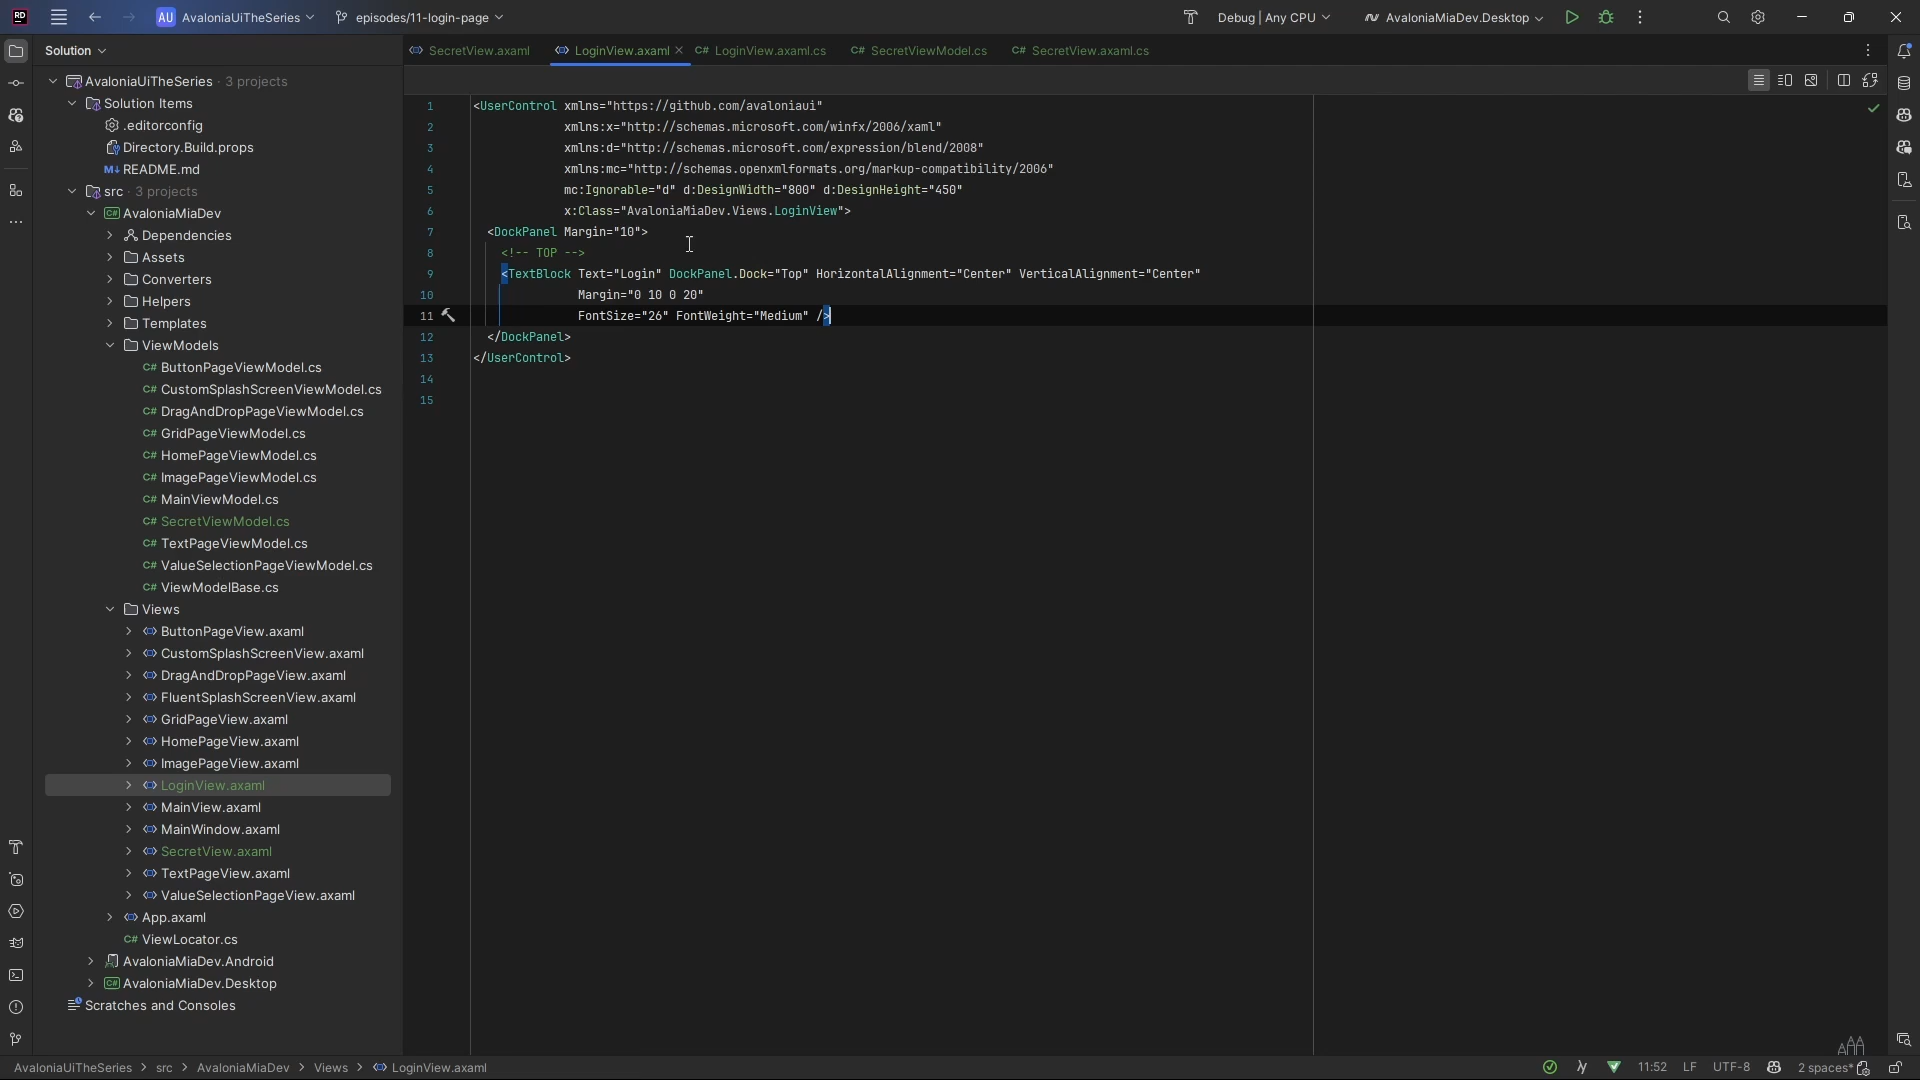 RD
AU AvaloniaUiTheSeries
episodes/11-login-page
Debug | Any CPU
AvaloniaMiaDev.Desktop
Solution
SecretView.axaml
LoginView.axaml
LoginView.axaml.cs
SecretViewModel.cs
SecretView.axaml.cs
AvaloniaUiTheSeries · 3 projects
Solution Items
.editorconfig
Directory.Build.props
README.md
src · 3 projects
AvaloniaMiaDev
Dependencies
Assets
Converters
Helpers
Templates
ViewModels
C# ButtonPageViewModel.cs
C# CustomSplashScreenViewModel.cs
C# DragAndDropPageViewModel.cs
C# GridPageViewModel.cs
C# HomePageViewModel.cs
C# ImagePageViewModel.cs
C# MainViewModel.cs
C# SecretViewModel.cs
C# TextPageViewModel.cs
C# ValueSelectionPageViewModel.cs
C# ViewModelBase.cs
Views
ButtonPageView.axaml
CustomSplashScreenView.axaml
DragAndDropPageView.axaml
FluentSplashScreenView.axaml
GridPageView.axaml
HomePageView.axaml
ImagePageView.axaml
LoginView.axaml
MainView.axaml
MainWindow.axaml
SecretView.axaml
TextPageView.axaml
ValueSelectionPageView.axaml
App.axaml
C# ViewLocator.cs
AvaloniaMiaDev.Android
AvaloniaMiaDev.Desktop
Scratches and Consoles
1 <UserControl xmlns="https://github.com/avaloniaui"
2 xmlns:x="http://schemas.microsoft.com/winfx/2006/xaml"
3 xmlns:d="http://schemas.microsoft.com/expression/blend/2008"
4 xmlns:mc="http://schemas.openxmlformats.org/markup-compatibility/2006"
5 mc:Ignorable="d" d:DesignWidth="800" d:DesignHeight="450"
6 x:Class="AvaloniaMiaDev.Views.LoginView">
7 <DockPanel Margin="10">
8 <!-- TOP -->
9 <TextBlock Text="Login" DockPanel.Dock="Top" HorizontalAlignment="Center" VerticalAlignment="Center"
10 Margin="0 10 0 20"
11 FontSize="26" FontWeight="Medium" />
12 </DockPanel>
13 </UserControl>
14
15
AvaloniaUiTheSeries > src > AvaloniaMiaDev > Views > LoginView.axaml
11:52 LF UTF-8 2 spaces*